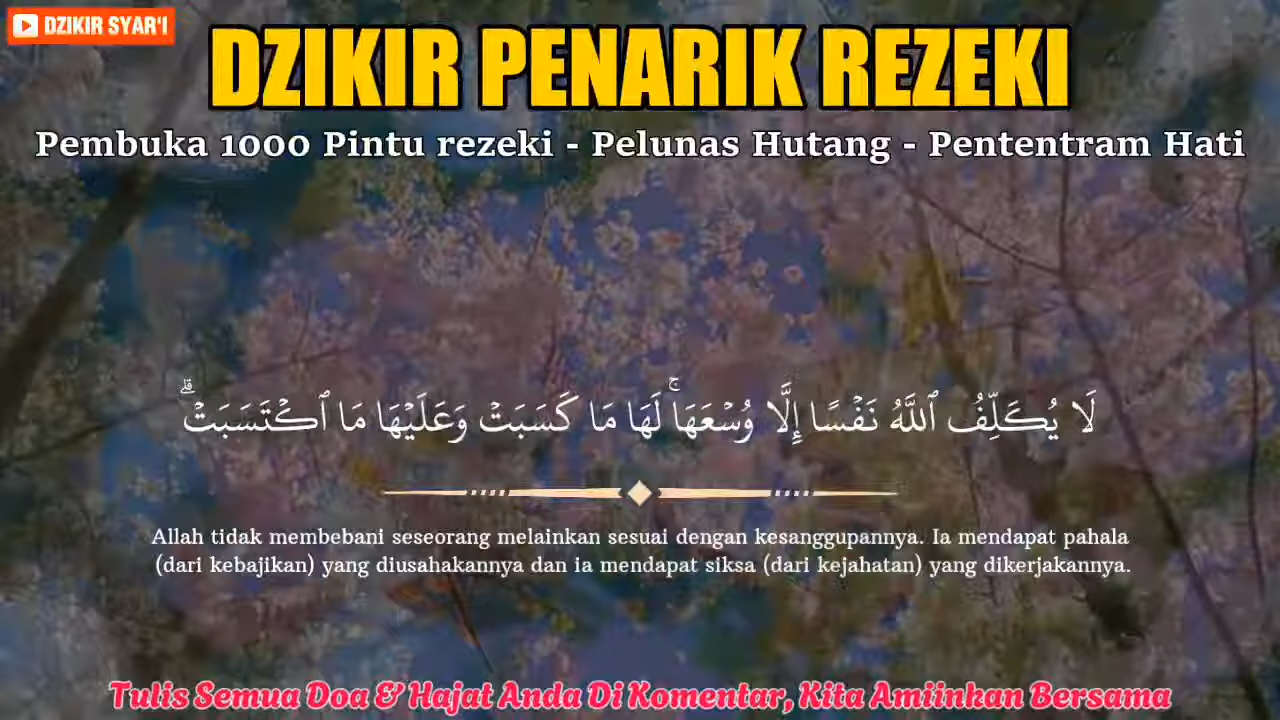 DZIKIR SYAR'I
DZIKIR PENARIK REZEKI
Pembuka 1000 Pintu rezeki - Pelunas Hutang - Pententram Hati
لَا يُكَلِّفُ ٱللَّهُ نَفْسًا إِلَّا وُسْعَهَا ۚ لَهَا مَا كَسَبَتْ وَعَلَيْهَا مَا ٱكْتَسَبَتْ ۗ
Allah tidak membebani seseorang melainkan sesuai dengan kesanggupannya. Ia mendapat pahala
(dari kebajikan) yang diusahakannya dan ia mendapat siksa (dari kejahatan) yang dikerjakannya.
Tulis Semua Doa & Hajat Anda Di Komentar, Kita Amiinkan Bersama